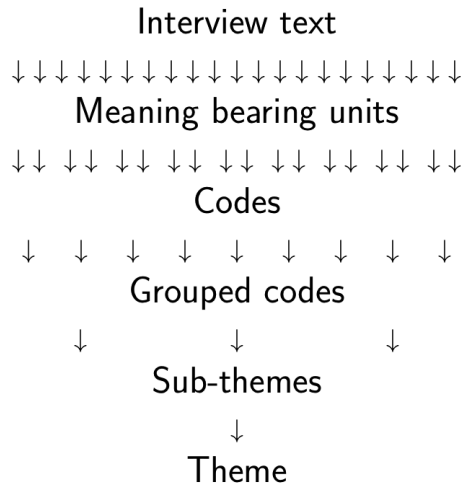 Interview text
↓↓↓↓↓↓↓↓↓↓↓↓↓↓↓↓↓↓↓↓↓
Meaning bearing units
↓↓ ↓↓ ↓↓ ↓↓ ↓↓ ↓↓ ↓↓ ↓↓ ↓↓
Codes
↓ ↓ ↓ ↓ ↓ ↓ ↓ ↓ ↓
Grouped codes
↓ ↓ ↓
Sub-themes
↓
Theme